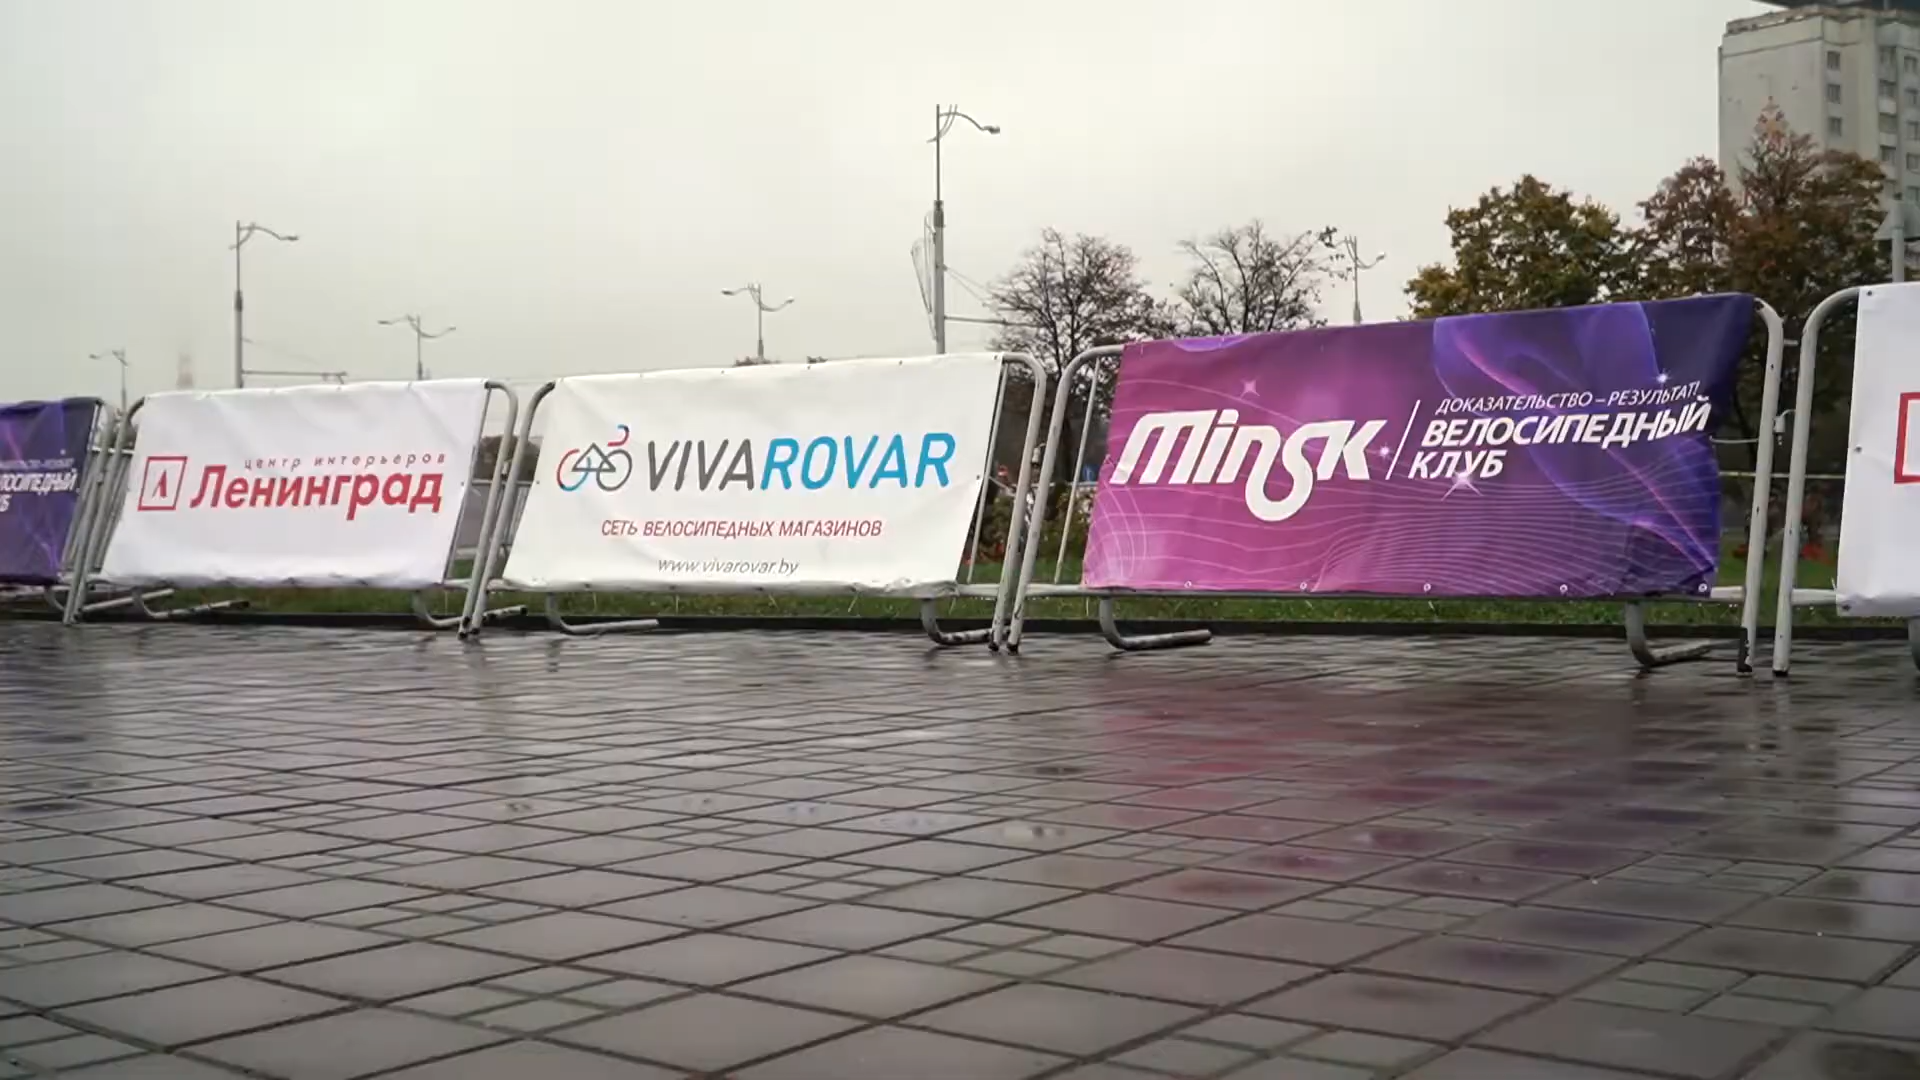 центр интерьеров
Ленинград
VIVAROVAR
СЕТЬ ВЕЛОСИПЕДНЫХ МАГАЗИНОВ
www.vivarovar.by
minsk
ДОКАЗАТЕЛЬСТВО – РЕЗУЛЬТАТ!
ВЕЛОСИПЕДНЫЙ
КЛУБ